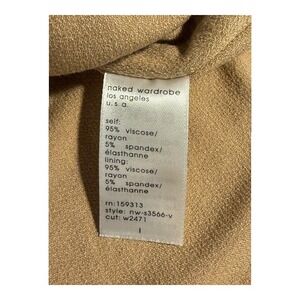 naked wardrobe
los angeles
u.s.a.
self:
95% viscose/
rayon
5% spandex/
élasthanne
lining:
95% viscose/
rayon
5% spandex/
élasthanne
rn:159313
style: nw-s3566-v
cut: w2471
l